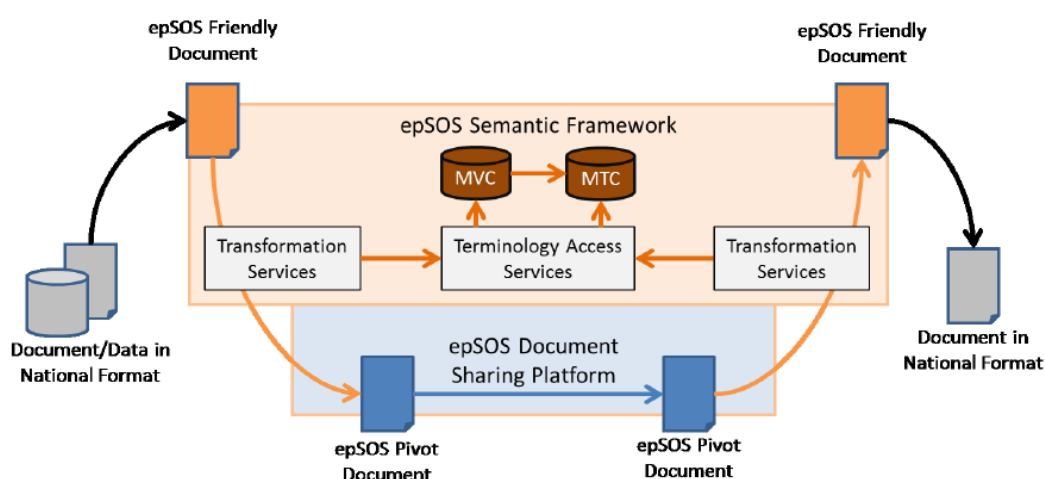 epSOS Friendly
Document
epSOS Friendly
Document
epSOS Semantic Framework
MVC
MTC
Transformation
Services
Terminology Access
Services
Transformation
Services
Document/Data in
National Format
Document in
National Format
epSOS Document
Sharing Platform
epSOS Pivot
Document
epSOS Pivot
Document